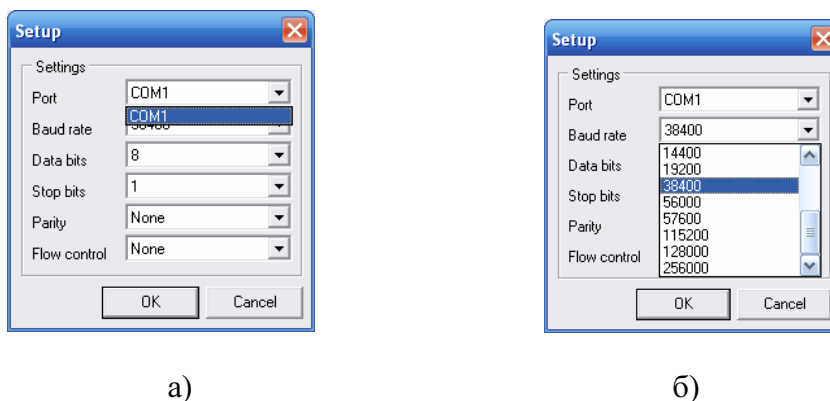 Setup
Settings
Port COM1
COM1
Baud rate 38400
Data bits 8
Stop bits 1
Parity None
Flow control None
OK Cancel
а)
Setup
Settings
Port COM1
Baud rate 38400
Data bits
Stop bits
Parity
Flow control
14400
19200
38400
56000
57600
115200
128000
256000
OK Cancel
б)